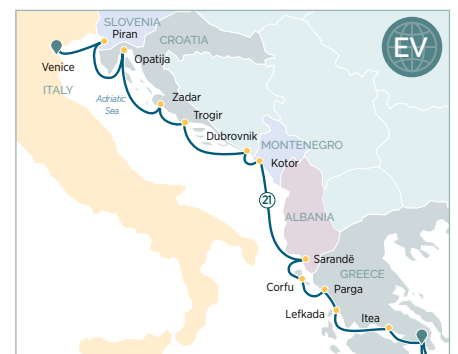 SLOVENIA
Piran
CROATIA
EV
Opatija
Venice
ITALY
Adriatic
Sea
Zadar
Trogir
Dubrovnik
MONTENEGRO
Kotor
21
ALBANIA
Sarandë
GREECE
Corfu
Parga
Lefkada
Itea